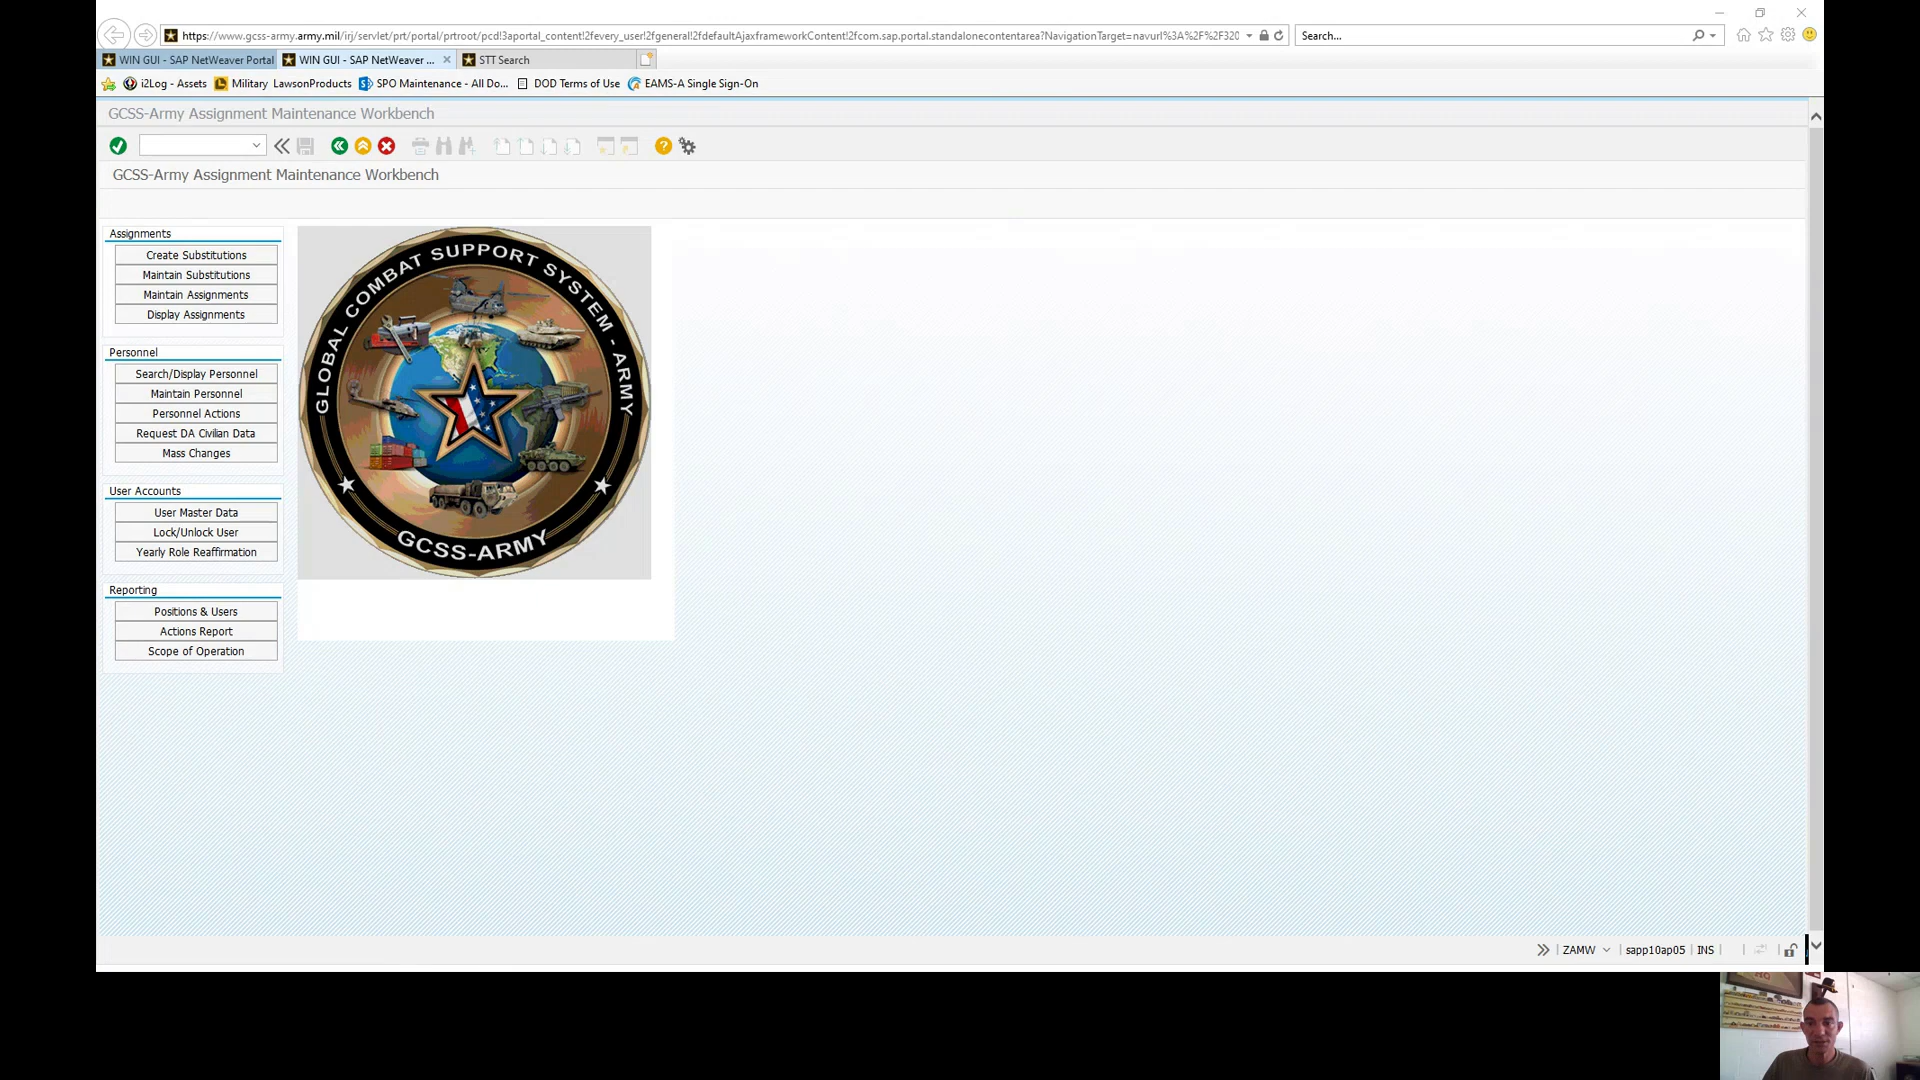 https://www.gcss-army.army.mil/irj/servlet/prt/portal/prtroot/pcd!3aportal_content!2fevery_user!2fgeneral!2fdefaultAjaxframeworkContent!2fcom.sap.portal.standalonecontentarea?NavigationTarget=navurl%3A%2F%2F320
Search...
WIN GUI - SAP NetWeaver Portal
WIN GUI - SAP NetWeaver ...
STT Search
i2Log - Assets
Military LawsonProducts
SPO Maintenance - All Do...
DOD Terms of Use
EAMS-A Single Sign-On
GCSS-Army Assignment Maintenance Workbench
GCSS-Army Assignment Maintenance Workbench
Assignments
Create Substitutions
Maintain Substitutions
Maintain Assignments
Display Assignments
Personnel
Search/Display Personnel
Maintain Personnel
Personnel Actions
Request DA Civilian Data
Mass Changes
User Accounts
User Master Data
Lock/Unlock User
Yearly Role Reaffirmation
Reporting
Positions & Users
Actions Report
Scope of Operation
GLOBAL COMBAT SUPPORT SYSTEM - ARMY
GCSS-ARMY
ZAMW
sapp10ap05
INS